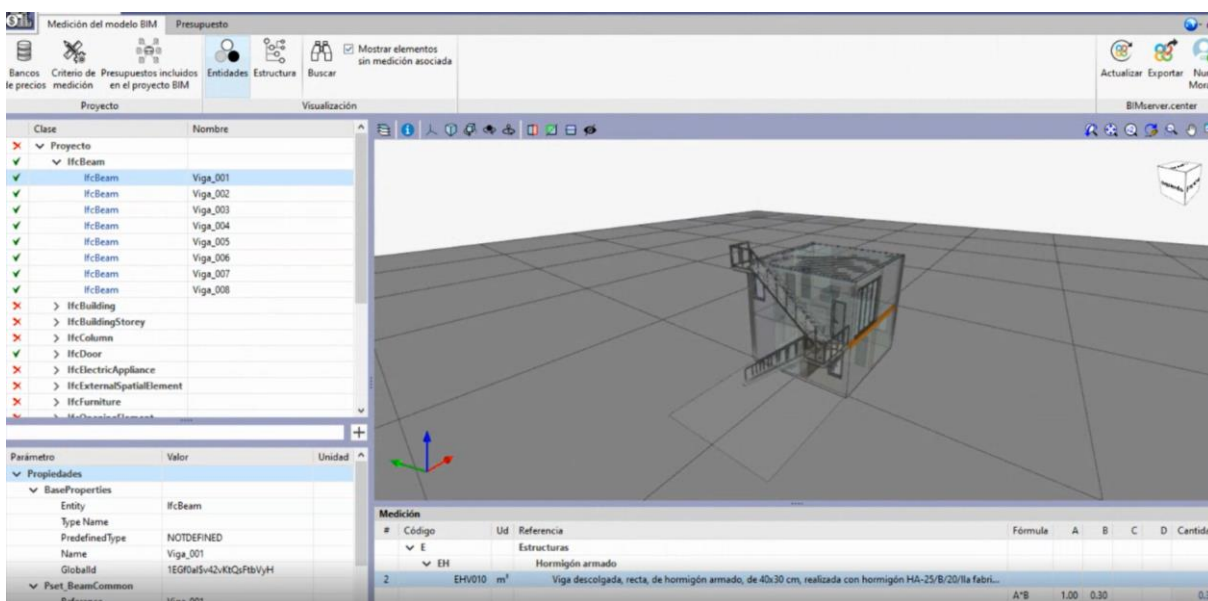 Medición del modelo BIM Presupuesto
Mostrar elementos
sin medición asociada
Bancos Criterio de Presupuestos incluidos Entidades Estructura Buscar Actualizar Exportar
de precios medición en el proyecto BIM
Proyecto Visualización BIMserver.center
Clase Nombre
Proyecto
IfcBeam
IfcBeam Viga_001
IfcBeam Viga_002
IfcBeam Viga_003
IfcBeam Viga_004
IfcBeam Viga_005
IfcBeam Viga_006
IfcBeam Viga_007
IfcBeam Viga_008
IfcBuilding
IfcBuildingStorey
IfcColumn
IfcDoor
IfcElectricAppliance
IfcExternalSpatialElement
IfcFurniture
IfcOpeningElement
Parámetro Valor Unidad
Propiedades
BaseProperties
Entity IfcBeam
Type Name
PredefinedType NOTDEFINED
Name Viga_001
GlobalId
Pset_BeamCommon
Reference Viga_001
Medición
# Código Ud Referencia Fórmula A B C D
E Estructuras
EH Hormigón armado
2 EHV010 m³ Viga descolgada, recta, de hormigón armado, de 40x30 cm, realizada con hormigón HA-25/B/20/IIa fabri...
A*B 1.00 0.30